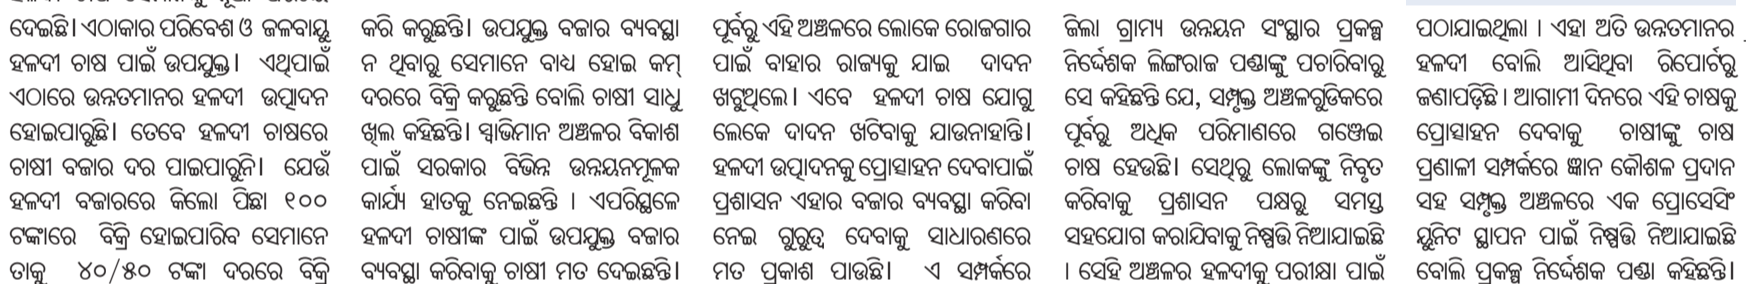 ଦେଇଛି। ଏଠାକାର ପରିବେଶ ଓ ଜଳବାୟୁ
ହଳଦୀ ଚାଷ ପାଇଁ ଉପଯୁକ୍ତ। ଏଥିପାଇଁ
ଏଠାରେ ଉନ୍ନତମାନର ହଳଦୀ ଉତ୍ପାଦନ
ହୋଇପାରୁଛି। ତେବେ ହଳଦୀ ଚାଷରେ
ଚାଷୀ ବଜାର ଦର ପାଇପାରୁନି। ଯେଉଁ
ହଳଦୀ ବଜାରରେ କିଲୋ ପିଛା ୧୦୦
ଟଙ୍କାରେ ବିକ୍ରି ହୋଇପାରିବ ସେମାନେ
ତାକୁ ୪୦/୫୦ ଟଙ୍କା ଦରରେ ବିକ୍ରି
କରି କରୁଛନ୍ତି। ଉପଯୁକ୍ତ ବଜାର ବ୍ୟବସ୍ଥା
ନ ଥିବାରୁ ସେମାନେ ବାଧ୍ୟ ହୋଇ କମ୍
ଦରରେ ବିକ୍ରି କରୁଛନ୍ତି ବୋଲି ଚାଷୀ ସାଧୁ
ଖିଲ କହିଛନ୍ତି। ସ୍ୱାଭିମାନ ଅଞ୍ଚଳର ବିକାଶ
ପାଇଁ ସରକାର ବିଭିନ୍ନ ଉନ୍ନୟନମୂଳକ
କାର୍ଯ୍ୟ ହାତକୁ ନେଇଛନ୍ତି । ଏପରିସ୍ଥଳେ
ହଳଦୀ ଚାଷୀଙ୍କ ପାଇଁ ଉପଯୁକ୍ତ ବଜାର
ବ୍ୟବସ୍ଥା କରିବାକୁ ଚାଷୀ ମତ ଦେଇଛନ୍ତି।
ପୂର୍ବରୁ ଏହି ଅଞ୍ଚଳରେ ଲୋକେ ରୋଜଗାର
ପାଇଁ ବାହାର ରାଜ୍ୟକୁ ଯାଇ ଦାଦନ
ଖଟୁଥିଲେ। ଏବେ ହଳଦୀ ଚାଷ ଯୋଗୁ
ଲେକେ ଦାଦନ ଖଟିବାକୁ ଯାଉନାହାନ୍ତି।
ହଳଦୀ ଉତ୍ପାଦନକୁ ପ୍ରୋତ୍ସାହନ ଦେବାପାଇଁ
ପ୍ରଶାସନ ଏହାର ବଜାର ବ୍ୟବସ୍ଥା କରିବା
ନେଇ ଗୁରୁତ୍ୱ ଦେବାକୁ ସାଧାରଣରେ
ମତ ପ୍ରକାଶ ପାଉଛି। ଏ ସମ୍ପର୍କରେ
ଜିଲା ଗ୍ରାମ୍ୟ ଉନ୍ନୟନ ସଂସ୍ଥାର ପ୍ରକଳ୍ପ
ନିର୍ଦ୍ଦେଶକ ଲିଙ୍ଗରାଜ ପଣ୍ଡାଙ୍କୁ ପଚାରିବାରୁ
ସେ କହିଛନ୍ତି ଯେ, ସମ୍ପୃକ୍ତ ଅଞ୍ଚଳଗୁଡିକରେ
ପୂର୍ବରୁ ଅଧିକ ପରିମାଣରେ ଗଞ୍ଜେଇ
ଚାଷ ହେଉଛି। ସେଥିରୁ ଲୋକଙ୍କୁ ନିବୃତ
କରିବାକୁ ପ୍ରଶାସନ ପକ୍ଷରୁ ସମସ୍ତ
ସହଯୋଗ କରାଯିବାକୁ ନିଷ୍ପତ୍ତି ନିଆଯାଇଛି
। ସେହି ଅଞ୍ଚଳର ହଳଦୀକୁ ପରୀକ୍ଷା ପାଇଁ
ପଠାଯାଇଥିଲା । ଏହା ଅତି ଉନ୍ନତମାନର
ହଳଦୀ ବୋଲି ଆସିଥିବା ରିପୋର୍ଟରୁ
ଜଣାପଡ଼ିଛି। ଆଗାମୀ ଦିନରେ ଏହି ଚାଷକୁ
ପ୍ରୋତ୍ସାହନ ଦେବାକୁ ଚାଷୀଙ୍କୁ ଚାଷ
ପ୍ରଣାଳୀ ସମ୍ପର୍କରେ ଜ୍ଞାନ କୌଶଳ ପ୍ରଦାନ
ସହ ସମ୍ପୃକ୍ତ ଅଞ୍ଚଳରେ ଏକ ପ୍ରୋସେସିଂ
ୟୁନିଟ ସ୍ଥାପନ ପାଇଁ ନିଷ୍ପତ୍ତି ନିଆଯାଇଛି
ବୋଲି ପ୍ରକଳ୍ପ ନିର୍ଦ୍ଦେଶକ ପଣ୍ଡା କହିଛନ୍ତି।